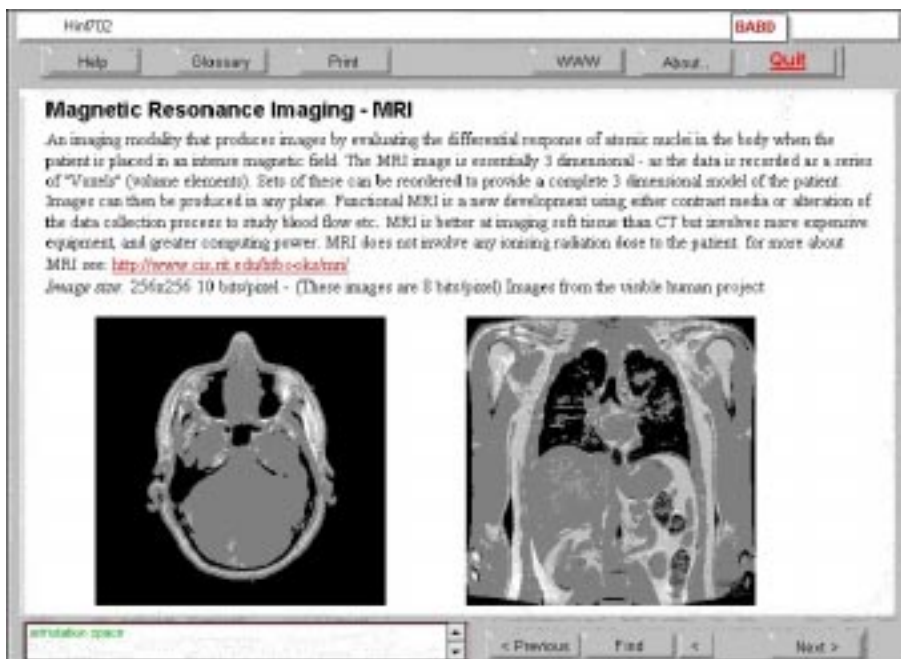 Hinf702
BABD
Help Glossary Print WWW About.. Quit
Magnetic Resonance Imaging - MRI
An imaging modality that produces images by evaluating the differential response of atomic nuclei in the body when the
patient is placed in an intense magnetic field. The MRI image is essentially 3 dimensional - as the data is recorded as a series
of "Voxels" (volume elements). Sets of these can be reordered to provide a complete 3 dimensional model of the patient.
Images can then be produced in any plane. Functional MRI is a new development using either contrast media or alteration of
the data collection process to study blood flow etc. MRI is better at imaging soft tissue than CT but involves more expensive
equipment, and greater computing power. MRI does not involve any ionising radiation dose to the patient. for more about
MRI see:
Image size: 256x256 10 bits/pixel - (These images are 8 bits/pixel) Images from the visible human project
annotation space
< Previous Find < Next >